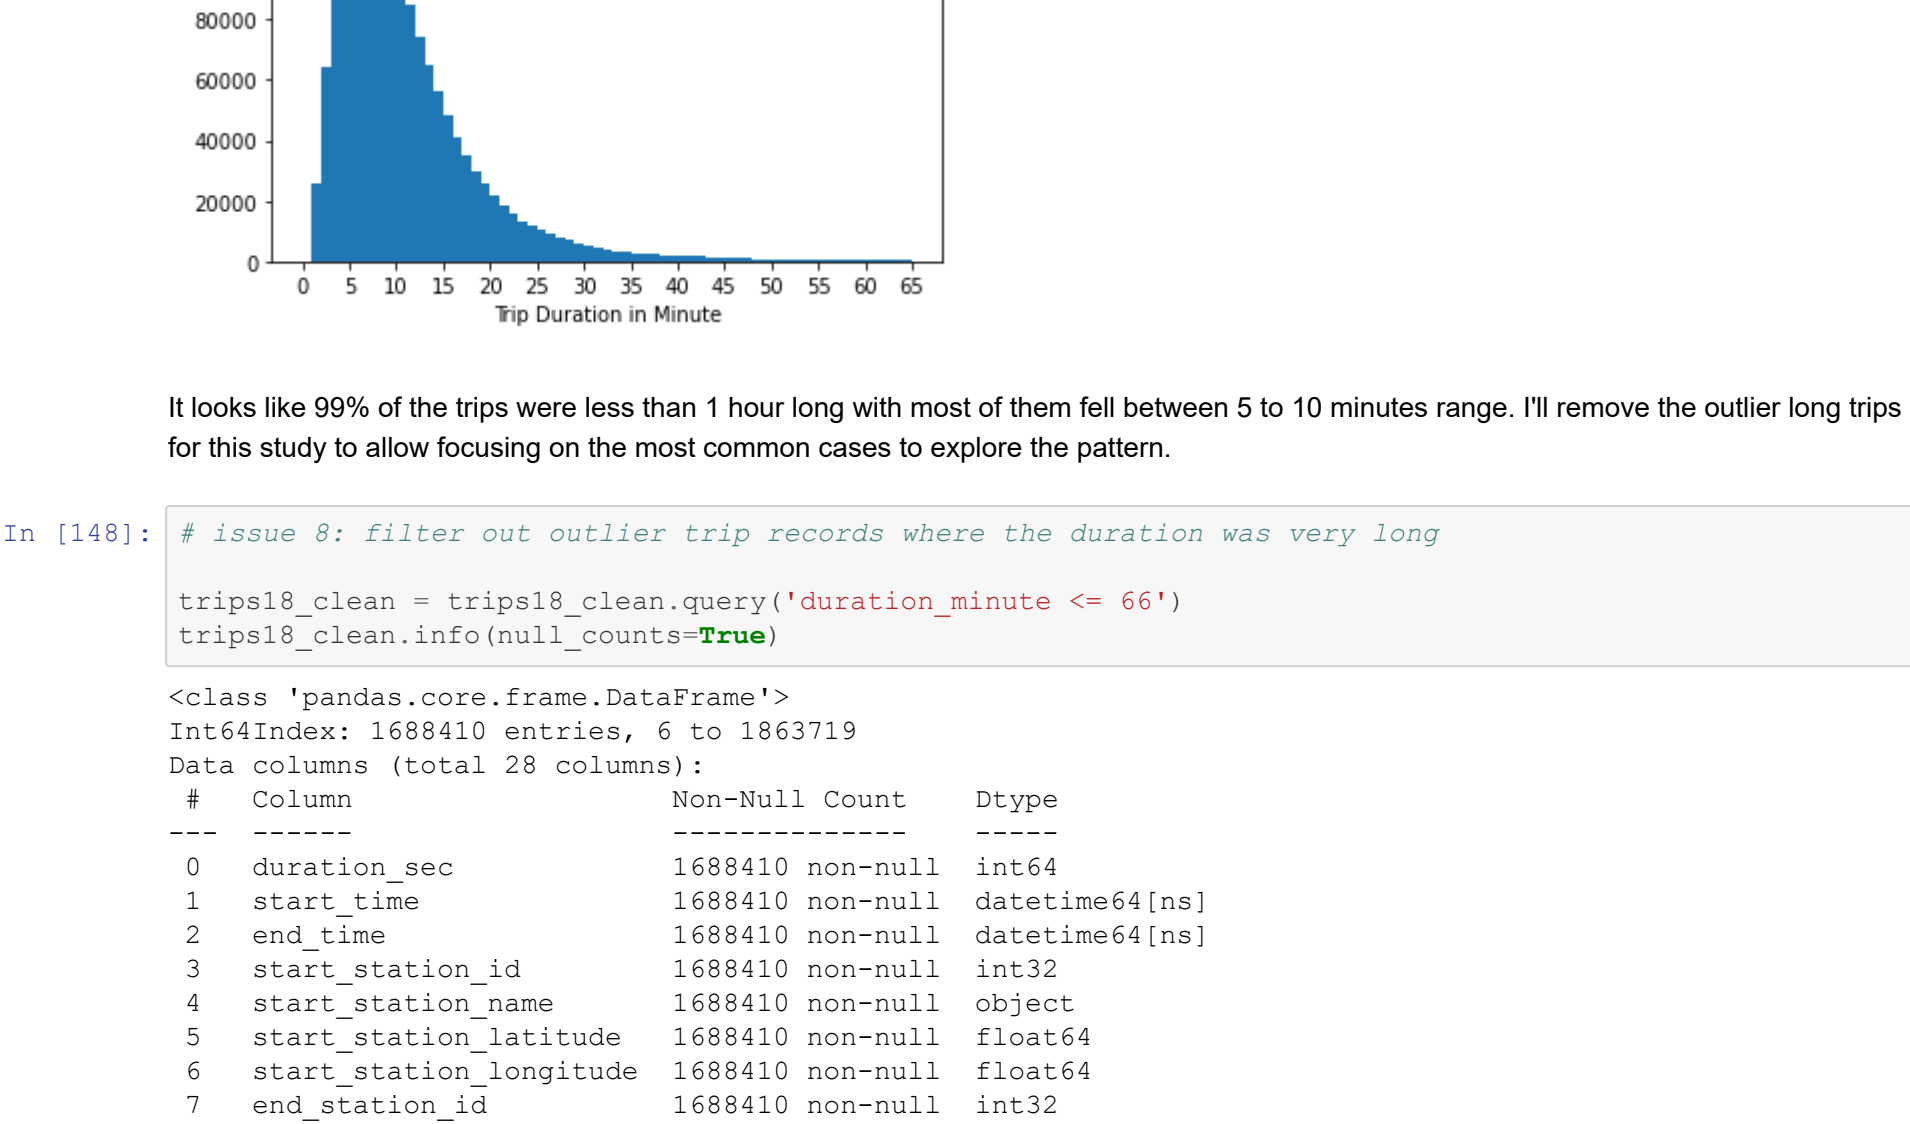 80000
60000
40000
20000
0
0 5 10 15 20 25 30 35 40 45 50 55 60 65
Trip Duration in Minute
It looks like 99% of the trips were less than 1 hour long with most of them fell between 5 to 10 minutes range. I'll remove the outlier long trips
for this study to allow focusing on the most common cases to explore the pattern.
In [148]: # issue 8: filter out outlier trip records where the duration was very long
trips18_clean = trips18_clean.query('duration_minute <= 66')
trips18_clean.info(null_counts=True)
<class 'pandas.core.frame.DataFrame'>
Int64Index: 1688410 entries, 6 to 1863719
Data columns (total 28 columns):
 #   Column                   Non-Null Count    Dtype
---  ------                   --------------    -----
 0   duration_sec             1688410 non-null  int64
 1   start_time               1688410 non-null  datetime64[ns]
 2   end_time                 1688410 non-null  datetime64[ns]
 3   start_station_id         1688410 non-null  int32
 4   start_station_name       1688410 non-null  object
 5   start_station_latitude   1688410 non-null  float64
 6   start_station_longitude  1688410 non-null  float64
 7   end_station_id           1688410 non-null  int32